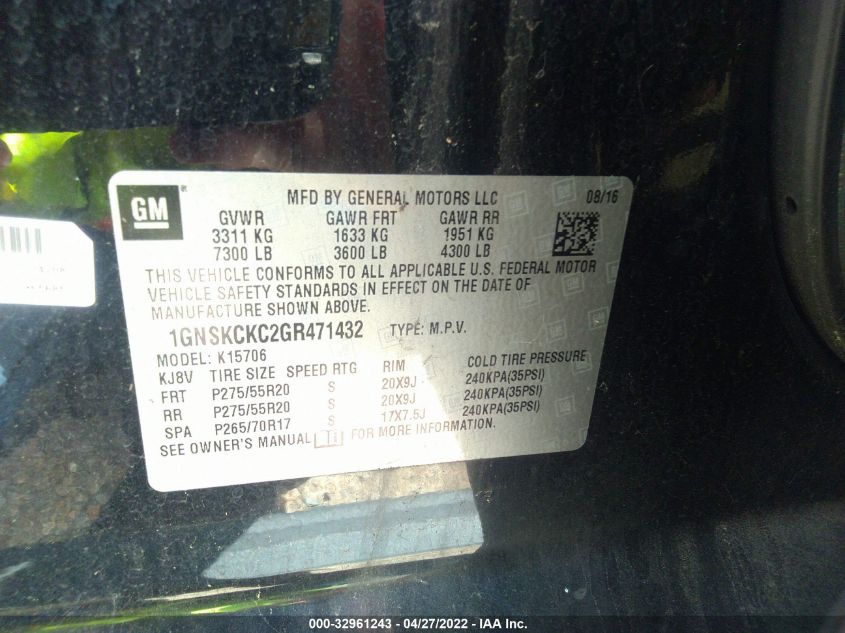 GM ®
MFD BY GENERAL MOTORS LLC 08/16
GVWR GAWR FRT GAWR RR
3311 KG 1633 KG 1951 KG
7300 LB 3600 LB 4300 LB
THIS VEHICLE CONFORMS TO ALL APPLICABLE U.S. FEDERAL MOTOR
VEHICLE SAFETY STANDARDS IN EFFECT ON THE DATE OF
MANUFACTURE SHOWN ABOVE.
1GNSKCKC2GR471432 TYPE: M.P.V.
MODEL: K15706
KJ8V TIRE SIZE SPEED RTG RIM COLD TIRE PRESSURE
FRT P275/55R20 S 20X9J 240KPA(35PSI)
RR P275/55R20 S 20X9J 240KPA(35PSI)
SPA P265/70R17 S 17X7.5J 240KPA(35PSI)
SEE OWNER'S MANUAL FOR MORE INFORMATION.
000-32961243 / 04/27/2022 - IAA Inc.